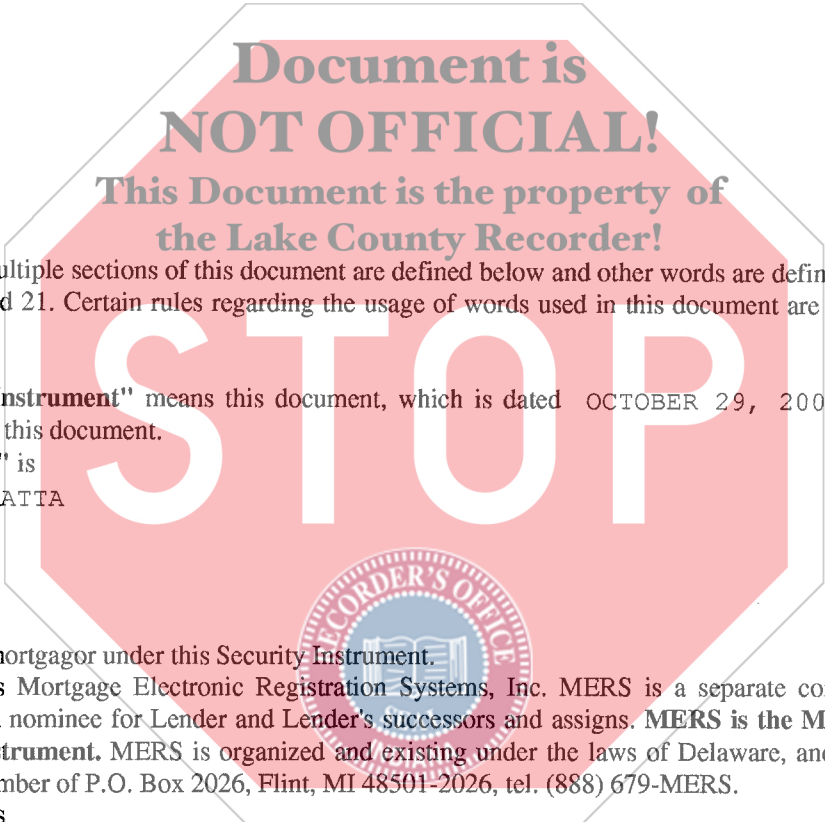 Document is
NOT OFFICIAL!
This Document is the property of
the Lake County Recorder!
ultiple sections of this document are defined below and other words are defin
d 21. Certain rules regarding the usage of words used in this document are
STOP
nstrument" means this document, which is dated OCTOBER 29, 200
this document.
" is
ATTA
RECORDER'S OFFICE
mortgagor under this Security Instrument.
s Mortgage Electronic Registration Systems, Inc. MERS is a separate co
nominee for Lender and Lender's successors and assigns. MERS is the M
strument. MERS is organized and existing under the laws of Delaware, an
INDIANA
mber of P.O. Box 2026, Flint, MI 48501-2026, tel. (888) 679-MERS.
s